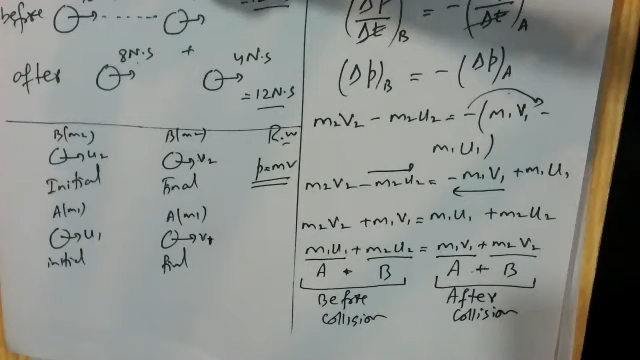 before
8N·S + 4N·S
after
= 12N·S
B(m₂) B(m₂) R.w
u₂ v₂ p=mv
Initial final
A(m₁) A(m₁)
u₁ v₁
initial final
(Δp/Δt)B = -(Δp/Δt)A
(Δp)B = -(Δp)A
m₂v₂ - m₂u₂ = -(m₁v₁ -
m₁u₁)
m₂v₂ - m₂u₂ = -m₁v₁ + m₁u₁
m₂v₂ + m₁v₁ = m₁u₁ + m₂u₂
m₁u₁ + m₂u₂ = m₁v₁ + m₂v₂
A + B A + B
Before After
collision collision